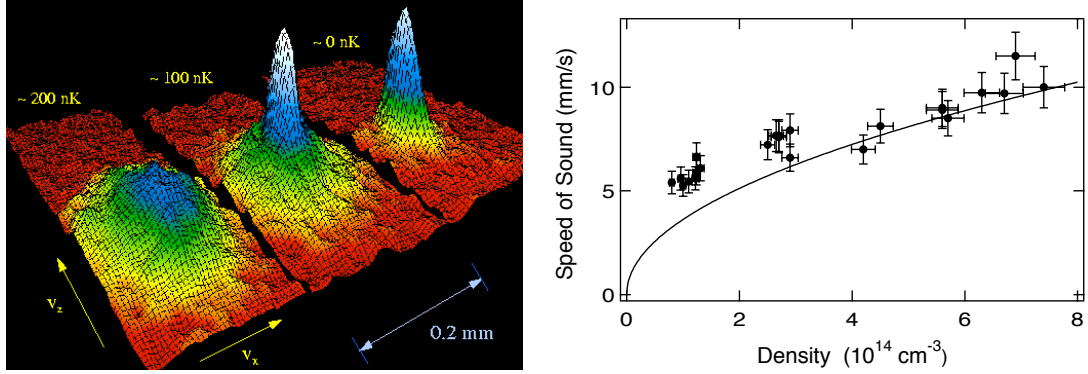 ~ 200 nK
~ 100 nK
~ 0 nK
v_z
v_x
0.2 mm
Speed of Sound (mm/s)
10
5
0
0
2
4
6
8
Density (10^14 cm^-3)